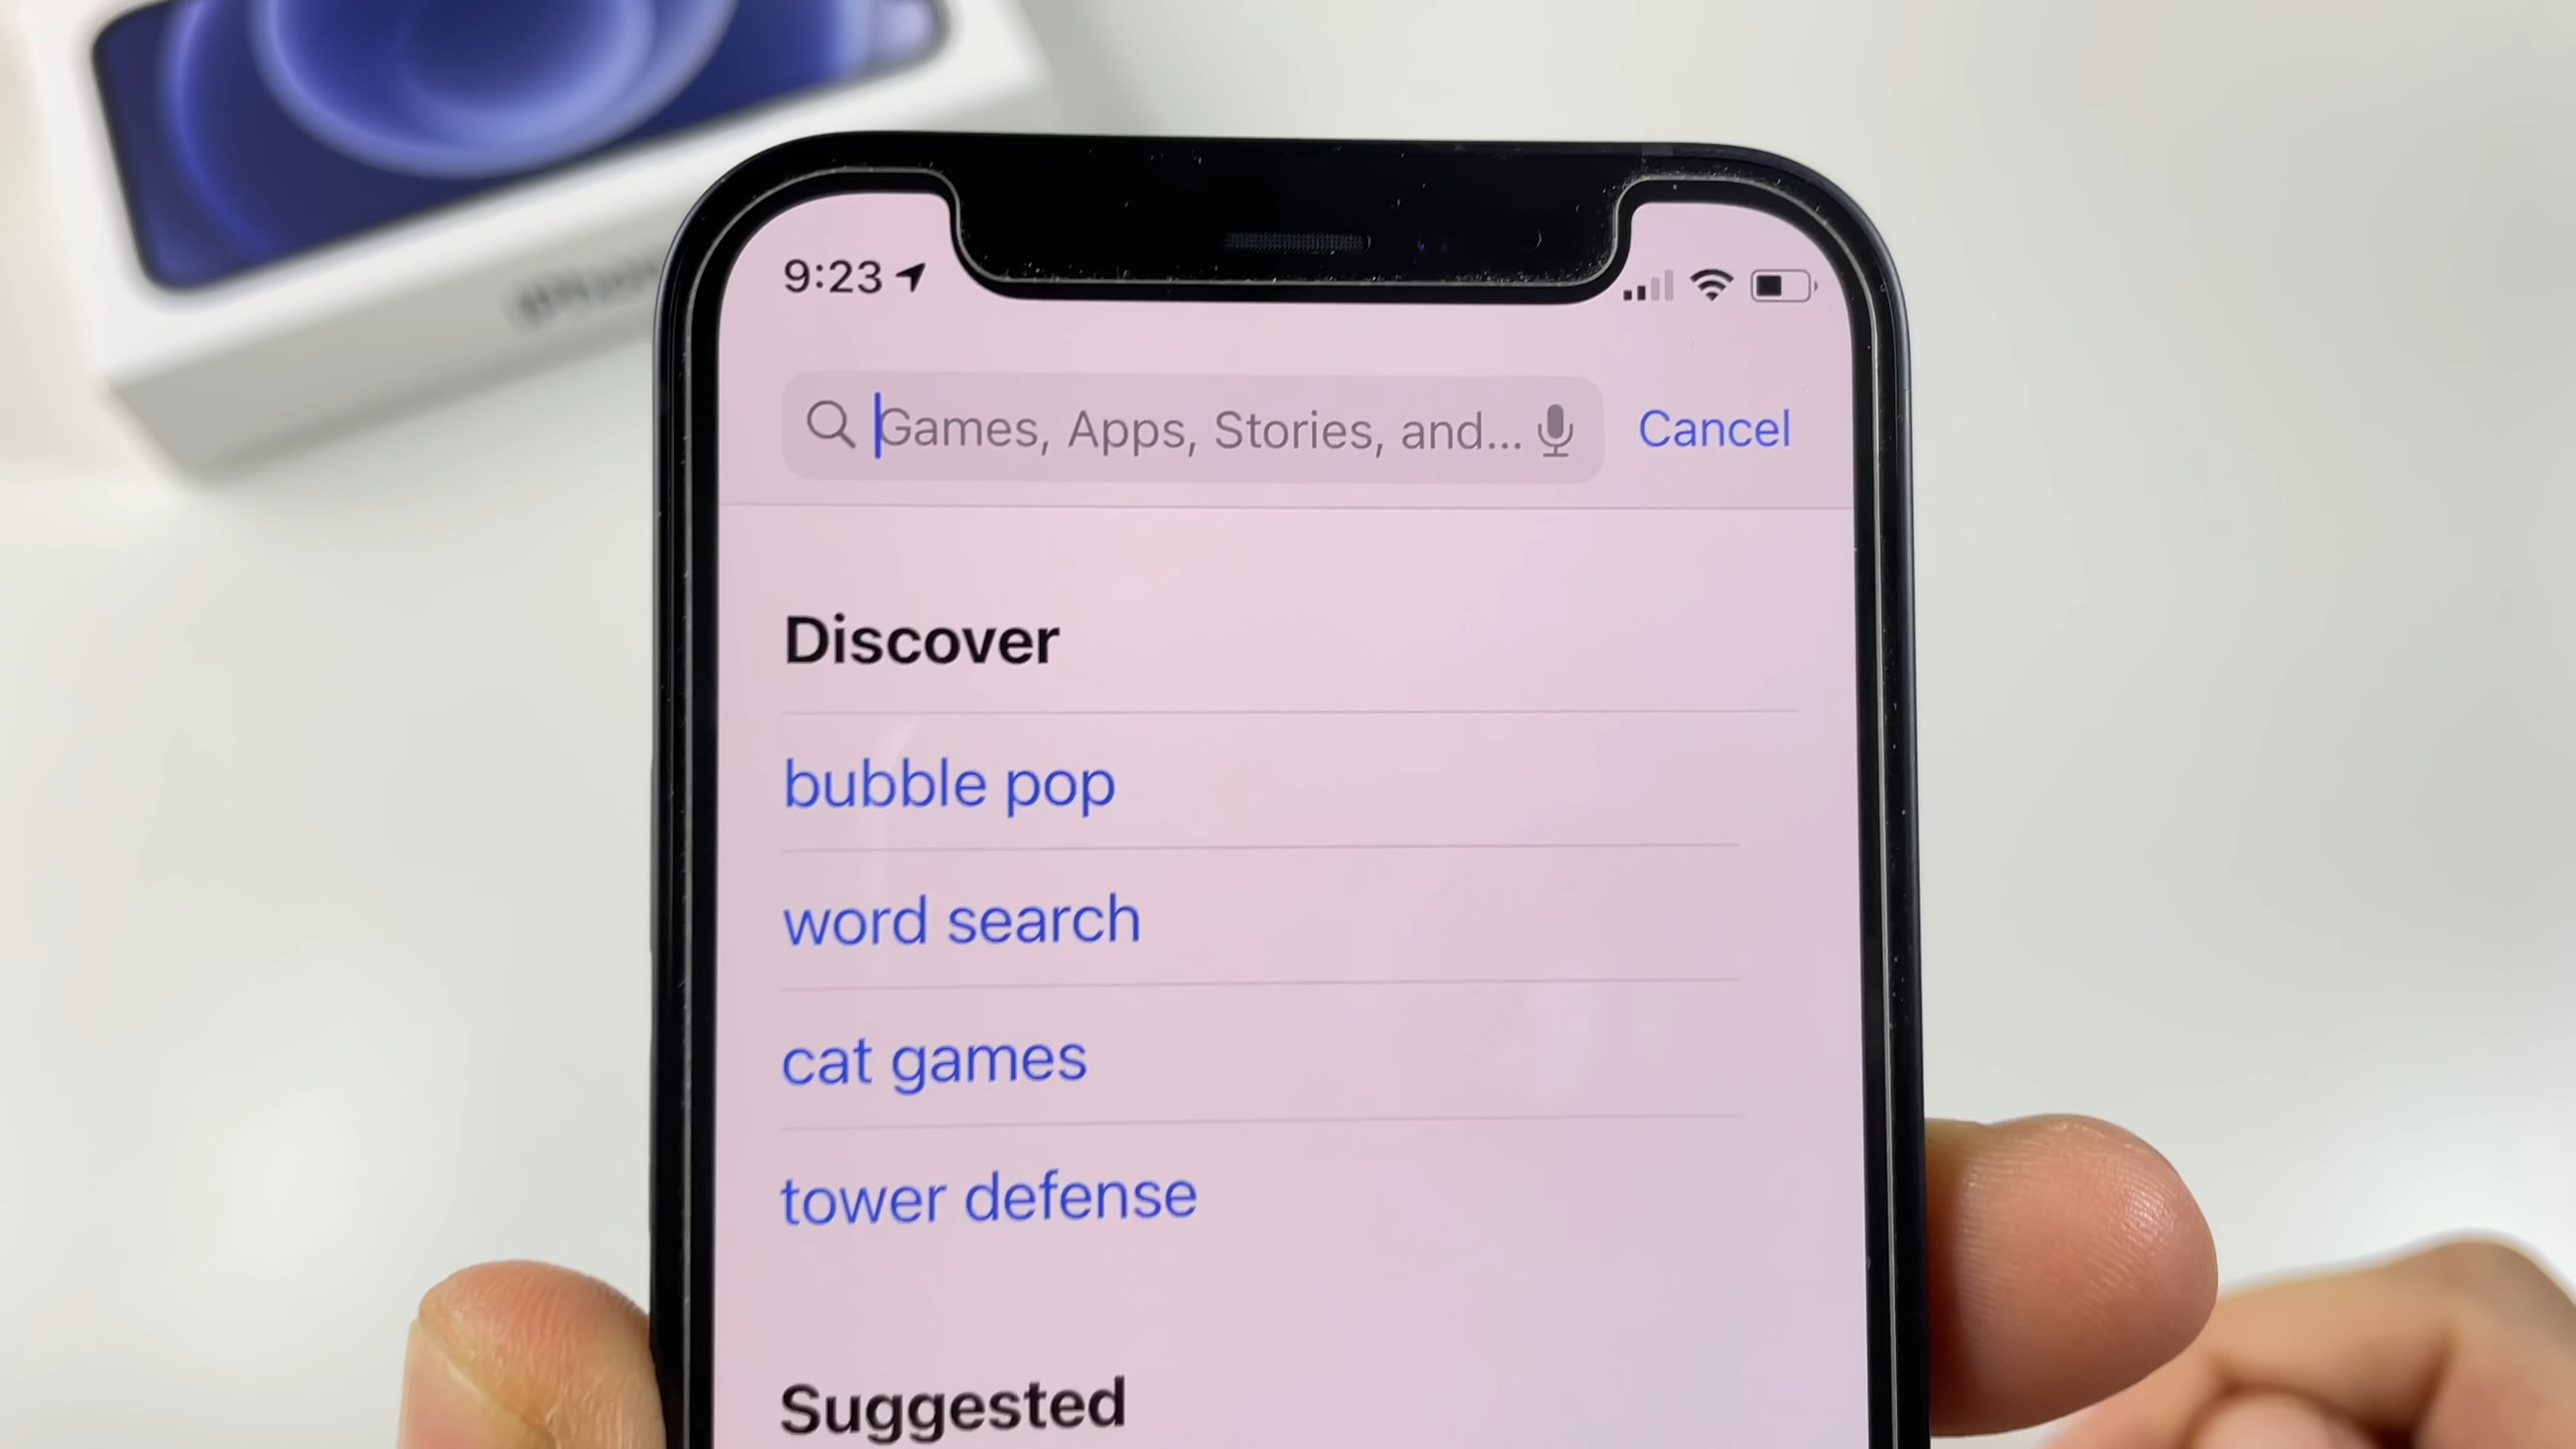 9:23
Games, Apps, Stories, and...
Cancel
Discover
bubble pop
word search
cat games
tower defense
Suggested